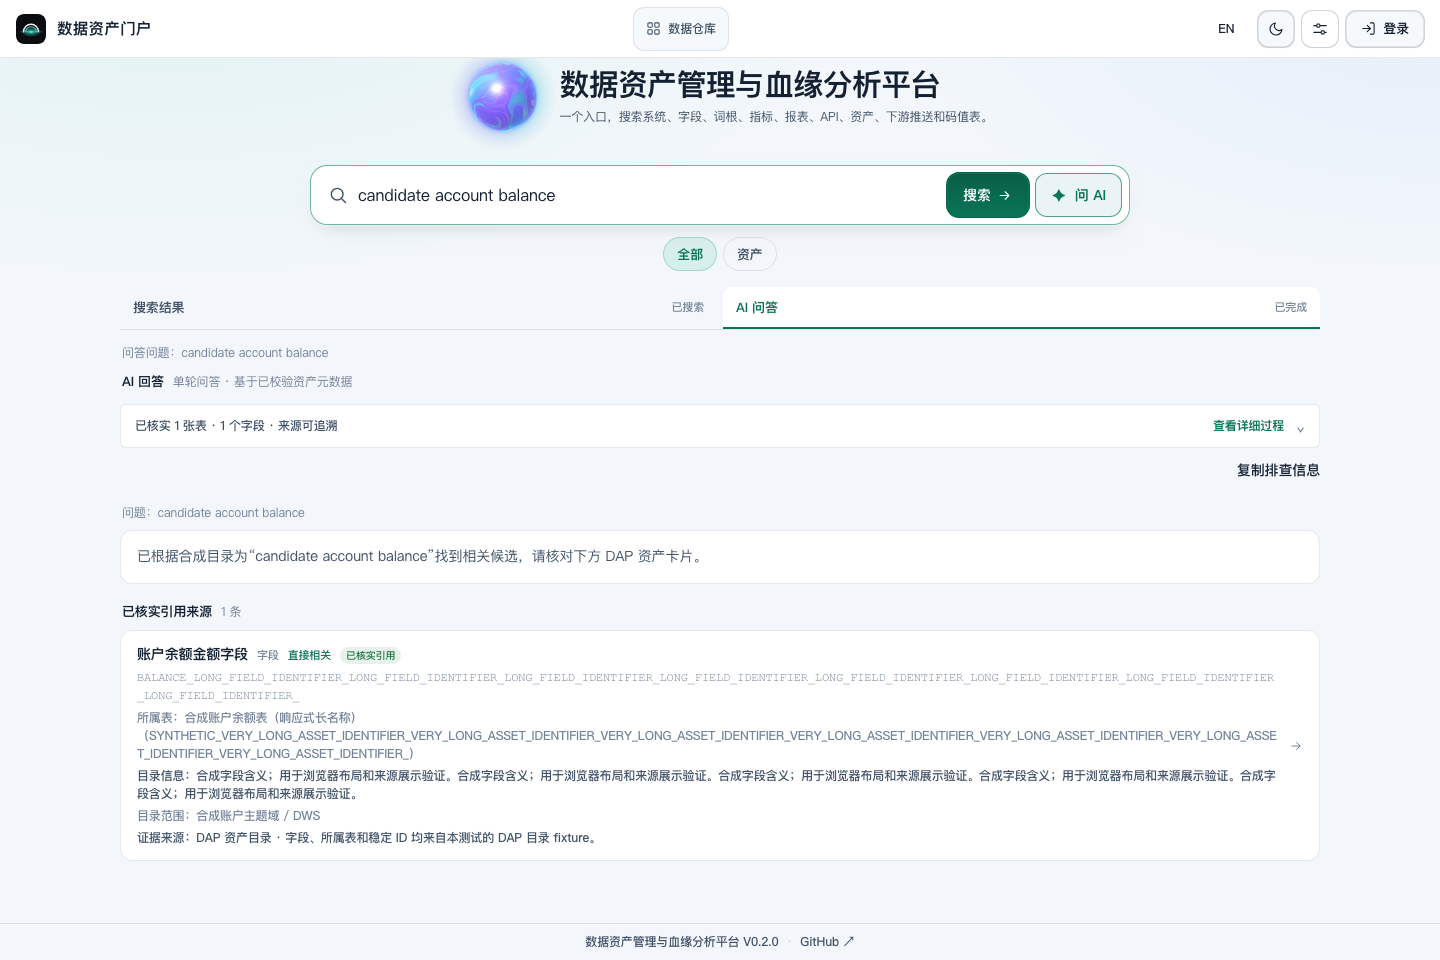 数据资产门户
数据仓库
EN
登录
数据资产管理与血缘分析平台
一个入口，搜索系统、字段、词根、指标、报表、API、资产、下游推送和码值表。
candidate account balance
搜索 →
问 AI
全部
资产
搜索结果
已搜索
AI 问答
已完成
问答问题：candidate account balance
AI 回答 单轮问答 · 基于已校验资产元数据
已核实 1 张表 · 1 个字段 · 来源可追溯
查看详细过程
复制排查信息
问题：candidate account balance
已根据合成目录为“candidate account balance”找到相关候选，请核对下方 DAP 资产卡片。
已核实引用来源 1 条
账户余额金额字段 字段 直接相关 已核实引用
BALANCE_LONG_FIELD_IDENTIFIER_LONG_FIELD_IDENTIFIER_LONG_FIELD_IDENTIFIER_LONG_FIELD_IDENTIFIER_LONG_FIELD_IDENTIFIER_LONG_FIELD_IDENTIFIER_LONG_FIELD_IDENTIFIER
_LONG_FIELD_IDENTIFIER_
所属表：合成账户余额表（响应式长名称）
（SYNTHETIC_VERY_LONG_ASSET_IDENTIFIER_VERY_LONG_ASSET_IDENTIFIER_VERY_LONG_ASSET_IDENTIFIER_VERY_LONG_ASSET_IDENTIFIER_VERY_LONG_ASSET_IDENTIFIER_VERY_LONG_ASSE
T_IDENTIFIER_VERY_LONG_ASSET_IDENTIFIER_）
目录信息：合成字段含义；用于浏览器布局和来源展示验证。合成字段含义；用于浏览器布局和来源展示验证。合成字段含义；用于浏览器布局和来源展示验证。合成字段含义；用于浏览器布局和来源展示验证。合成字
段含义；用于浏览器布局和来源展示验证。
目录范围：合成账户主题域 / DWS
证据来源：DAP 资产目录 · 字段、所属表和稳定 ID 均来自本测试的 DAP 目录 fixture。
数据资产管理与血缘分析平台 V0.2.0 · GitHub ↗